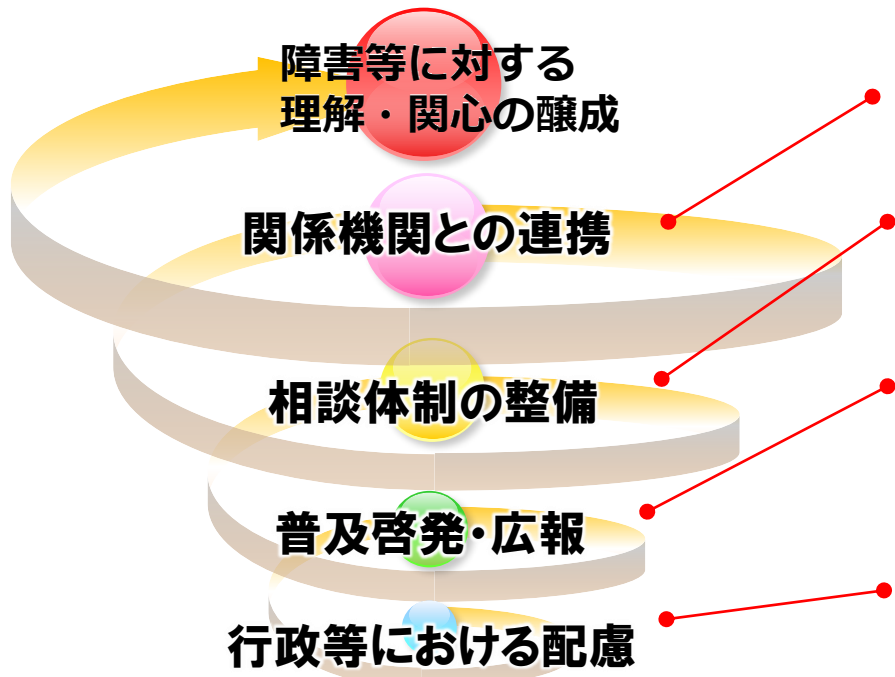 障害等に対する
理解・関心の醸成
関係機関との連携
相談体制の整備
普及啓発・広報
行政等における配慮